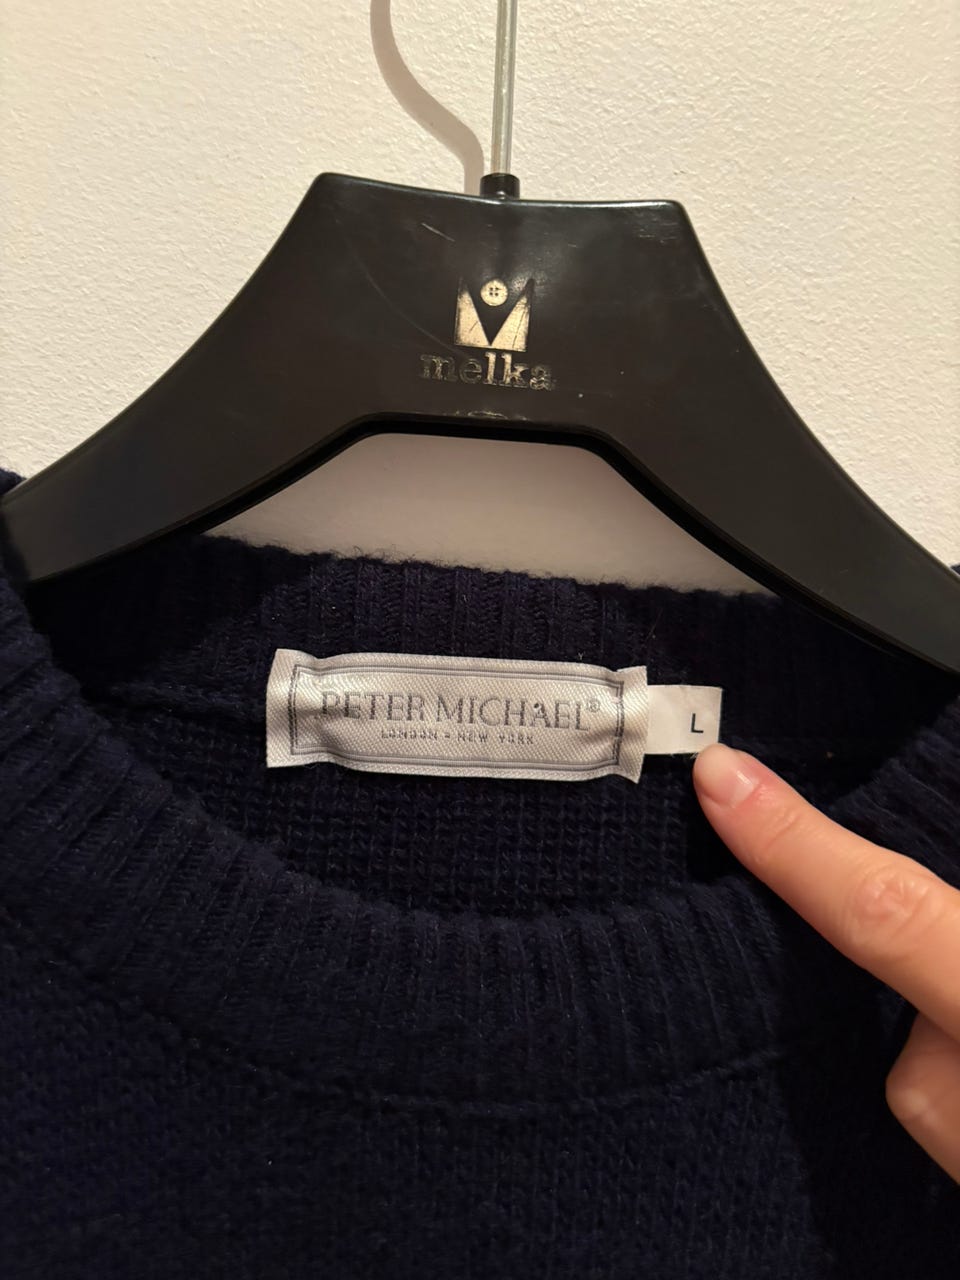 melka
PETER MICHAEL®
LONDON • NEW YORK
L